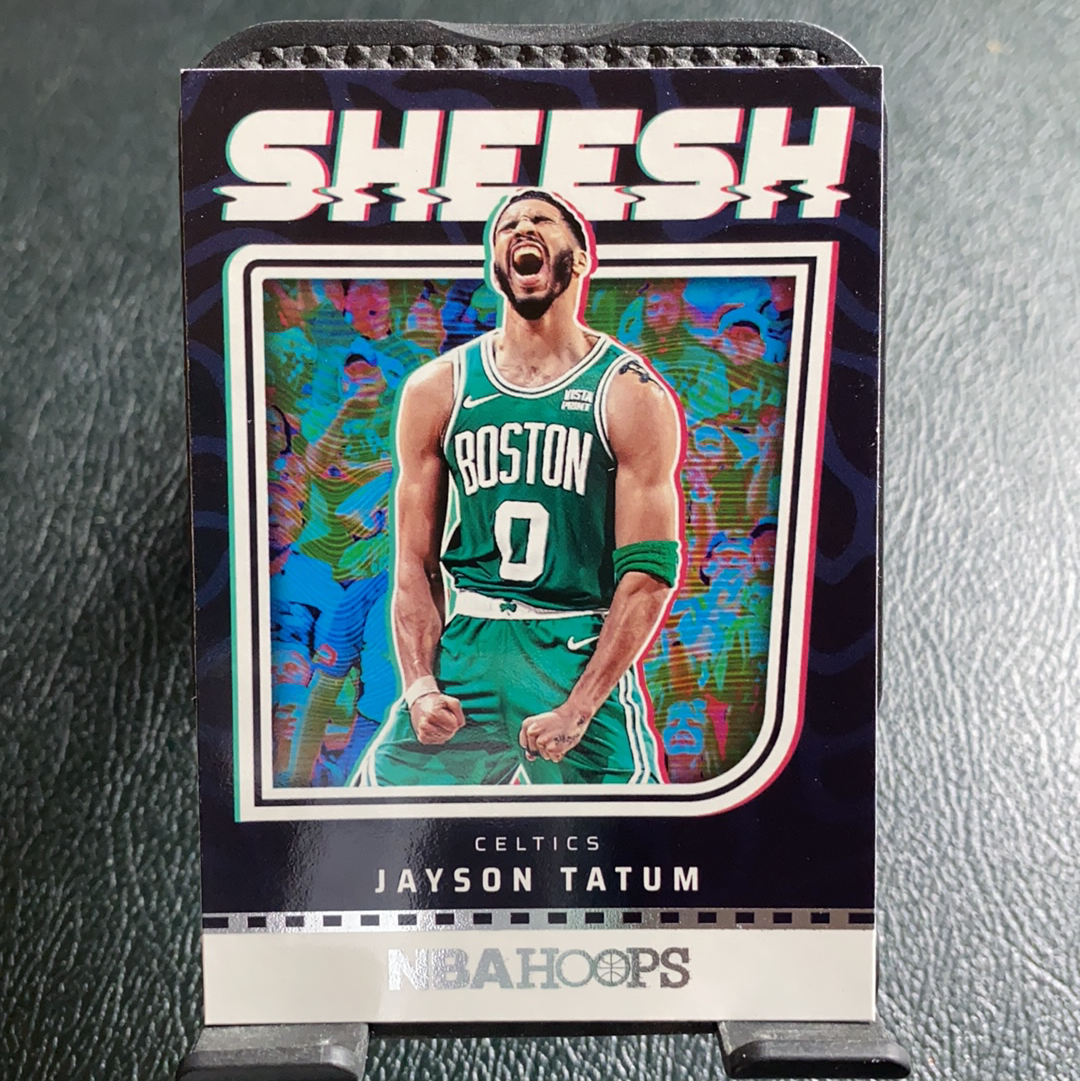 SHEESH
VISTA
PRINT
BOSTON
0
CELTICS
JAYSON TATUM
NBA HOOPS